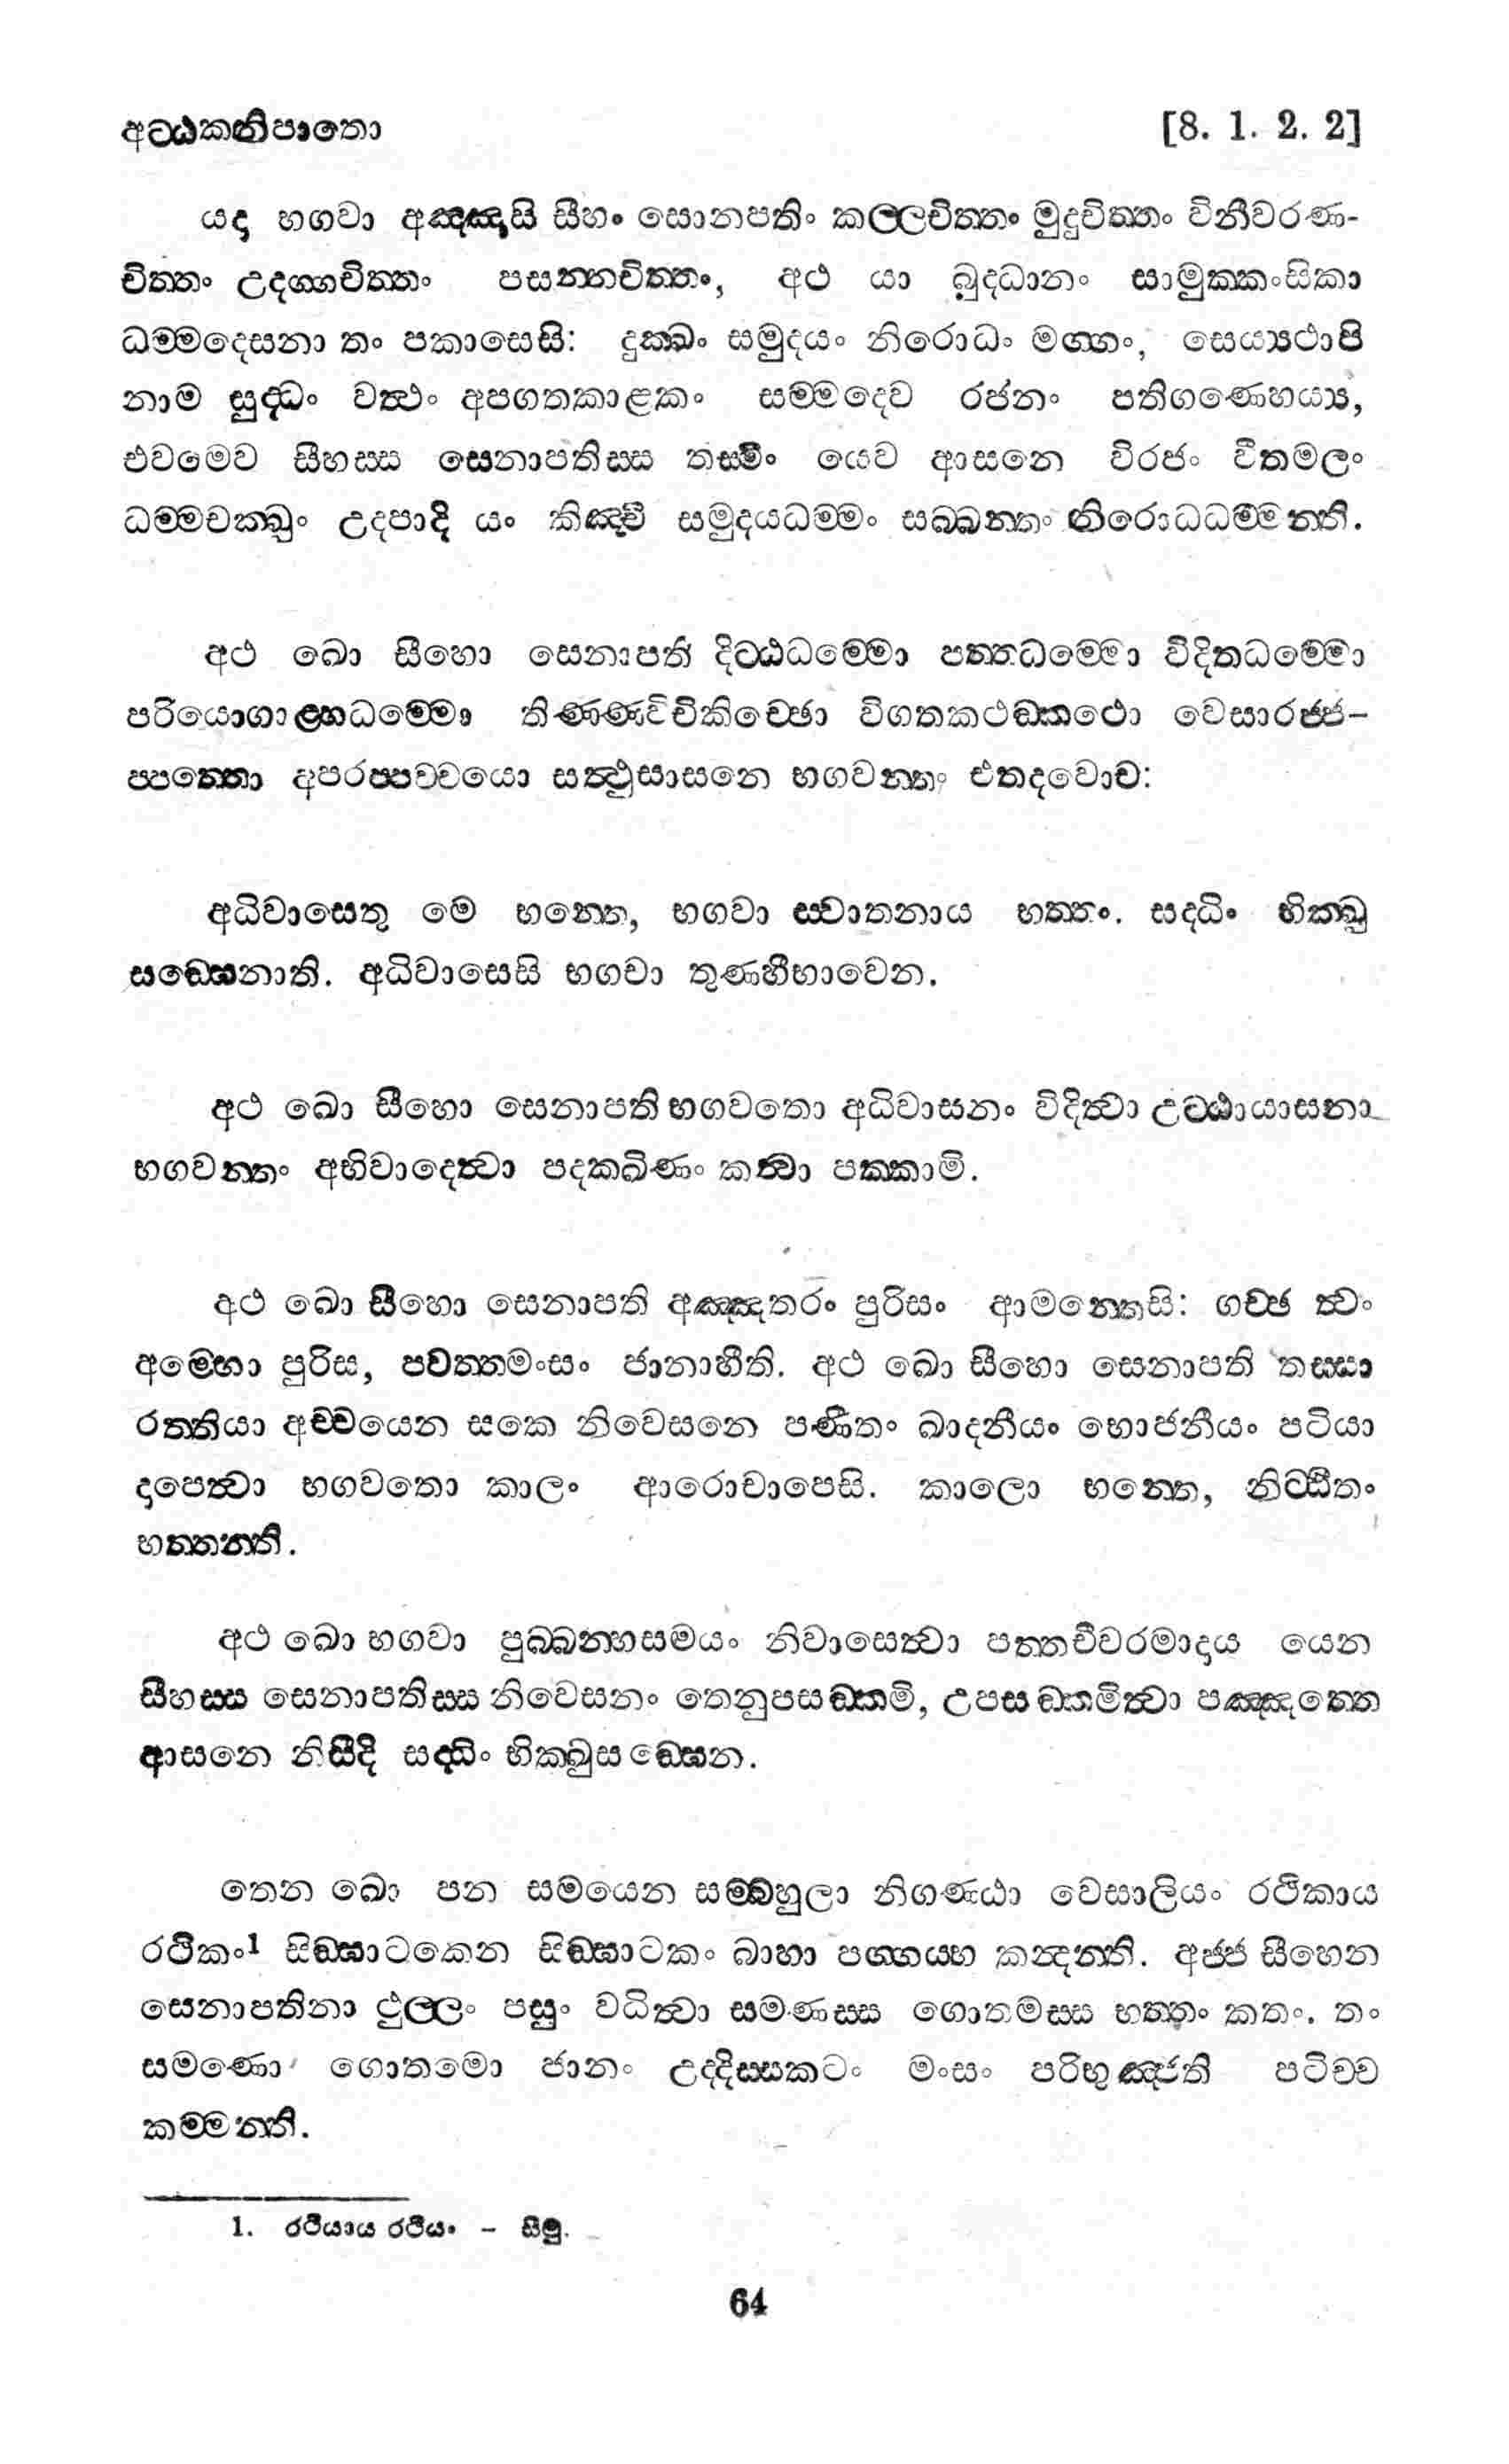 අට්ඨකනිපාතො [8. 1. 2. 2]
යදා භගවා අඤ්ඤාසි සීහං සොනපතිං කල්ලචිත්තං මුදුචිත්තං විනීවරණ-
චිත්තං උදග්ගචිත්තං පසන්නචිත්තං, අථ යා බුද්ධානං සාමුක්කංසිකා
ධම්මදෙසනා තං පකාසෙසි: දුක්ඛං සමුදයං නිරොධං මග්ගං, සෙය්‍යථාපි
නාම සුද්ධං වත්ථං අපගතකාළකං සම්මදෙව රජනං පතිගණ්හෙය්‍ය,
එවමෙව සීහස්ස සෙනාපතිස්ස තස්මිං යෙව ආසනෙ විරජං වීතමලං
ධම්මචක්ඛුං උදපාදි යං කිඤ්චි සමුදයධම්මං සබ්බන්තං නිරොධධම්මන්ති.
අථ ඛො සීහො සෙනාපති දිට්ඨධම්මො පත්තධම්මො විදිතධම්මො
පරියොගාළ්හධම්මො තිණ්ණවිචිකිච්ඡො විගතකථඞ්කථො වෙසාරජ්ජ-
ප්පත්තො අපරප්පච්චයො සත්ථුසාසනෙ භගවන්තං එතදවොච:
අධිවාසෙතු මෙ භන්තෙ, භගවා ස්වාතනාය භත්තං. සද්ධිං භික්ඛු
සඞ්ඝෙනාති. අධිවාසෙසි භගවා තුණ්හීභාවෙන.
අථ ඛො සීහො සෙනාපති භගවතො අධිවාසනං විදිත්වා උට්ඨායාසනා
භගවන්තං අභිවාදෙත්වා පදක්ඛිණං කත්වා පක්කාමි.
අථ ඛො සීහො සෙනාපති අඤ්ඤතරං පුරිසං ආමන්තෙසි: ගච්ඡ ත්වං
අම්භො පුරිස, පවත්තමංසං ජානාහීති. අථ ඛො සීහො සෙනාපති තස්සා
රත්තියා අච්චයෙන සකෙ නිවෙසනෙ පණීතං ඛාදනීයං භොජනීයං පටියා
දාපෙත්වා භගවතො කාලං ආරොචාපෙසි. කාලො භන්තෙ, නිට්ඨිතං
භත්තන්ති.
අථ ඛො භගවා පුබ්බන්හසමයං නිවාසෙත්වා පත්තචීවරමාදාය යෙන
සීහස්ස සෙනාපතිස්ස නිවෙසනං තෙනුපසඞ්කමි, උපසඞ්කමිත්වා පඤ්ඤත්තෙ
ආසනෙ නිසීදි සද්ධිං භික්ඛුසඞ්ඝෙන.
තෙන ඛො පන සමයෙන සම්බහුලා නිගණ්ඨා වෙසාලියං රථිකාය
රථිකං¹ සිඞ්ඝාටකෙන සිඞ්ඝාටකං බාහා පග්ගය්හ කන්දන්ති. අජ්ජ සීහෙන
සෙනාපතිනා ථුල්ලං පසුං වධිත්වා සමණස්ස ගොතමස්ස භත්තං කතං. තං
සමණො ගොතමො ජානං උද්දිස්සකටං මංසං පරිභුඤ්ජති පටිච්ච
කම්මන්ති.
1. රථියාය රථියං - සීමු.
64